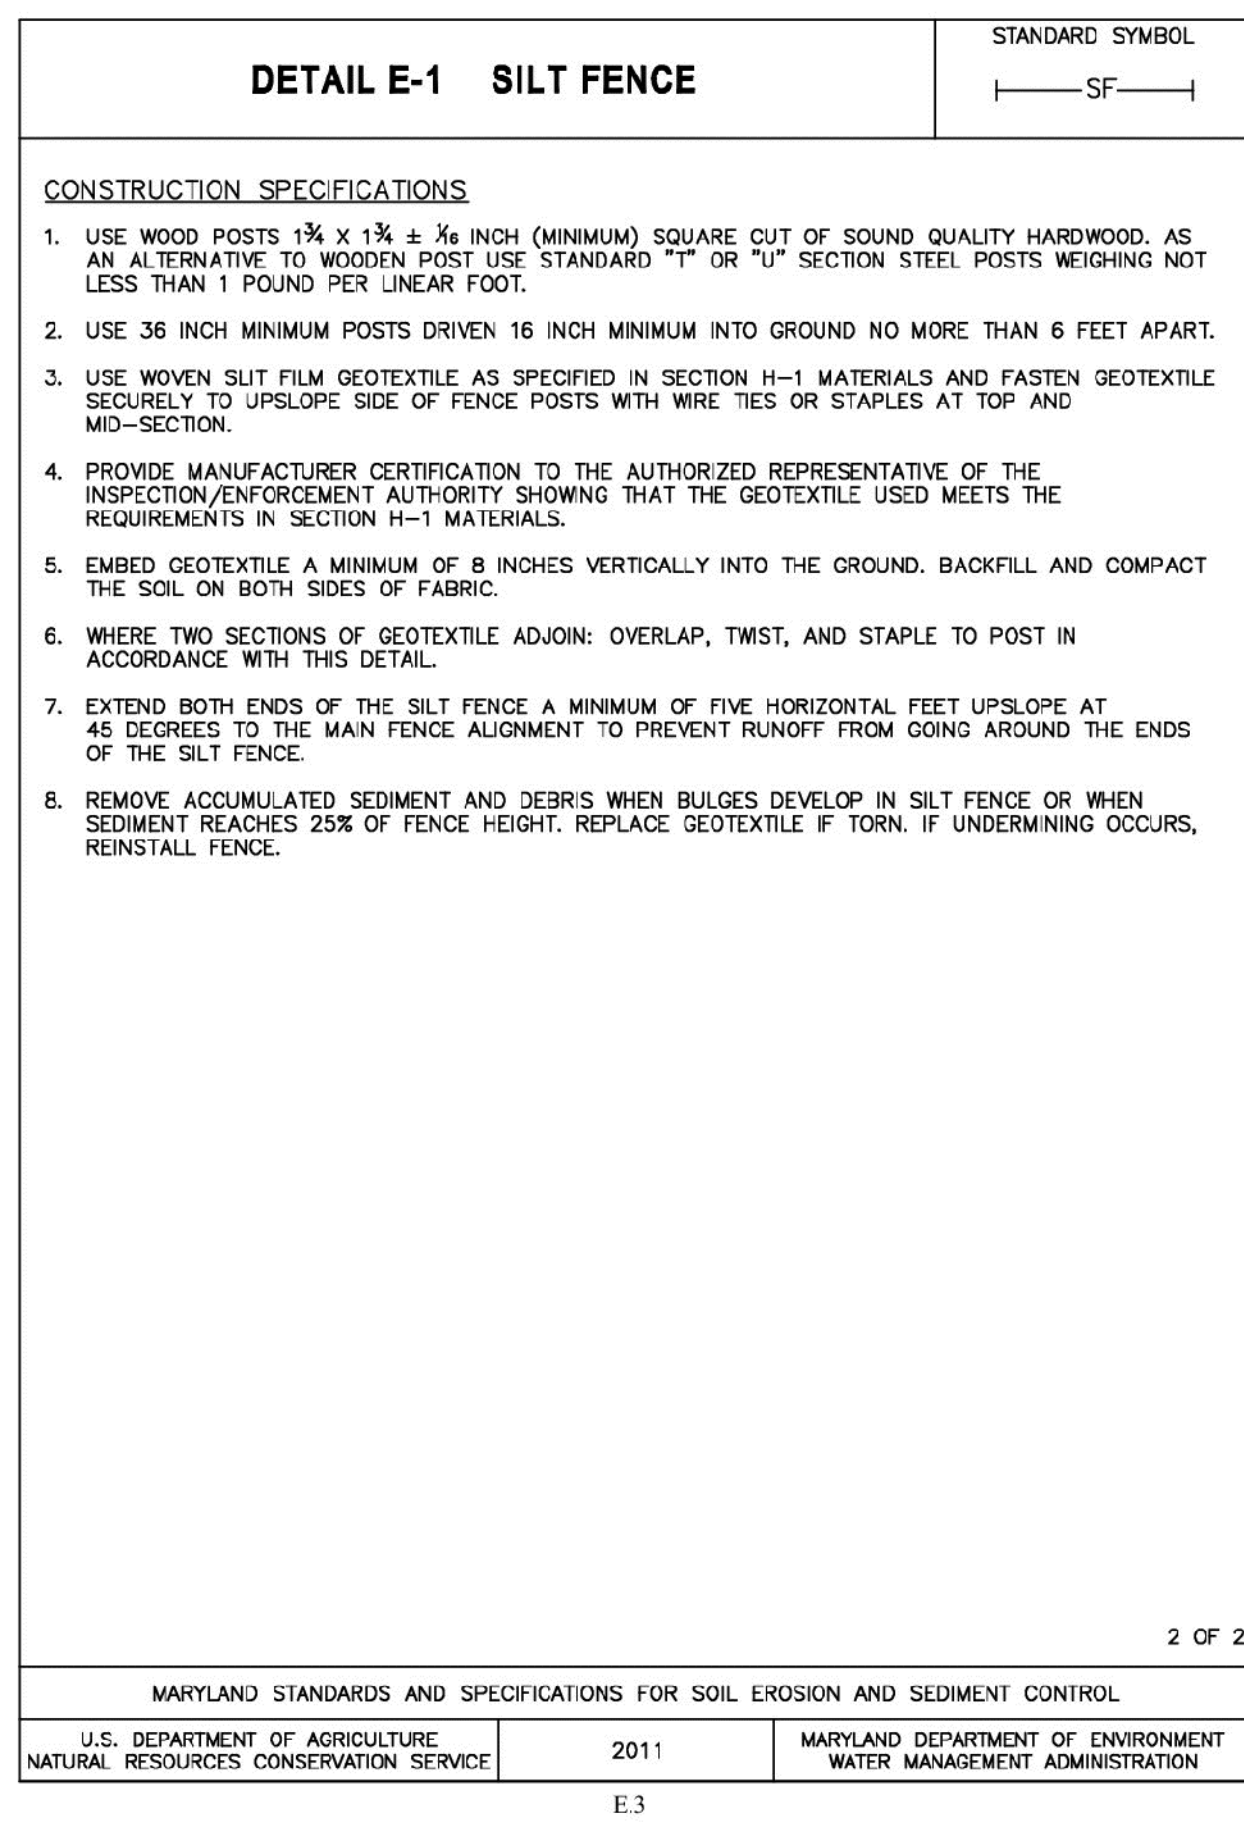 DETAIL E-1 SILT FENCE
STANDARD SYMBOL
SF
CONSTRUCTION SPECIFICATIONS
1. USE WOOD POSTS 1¾ X 1¾ ± 1/16 INCH (MINIMUM) SQUARE CUT OF SOUND QUALITY HARDWOOD. AS
AN ALTERNATIVE TO WOODEN POST USE STANDARD "T" OR "U" SECTION STEEL POSTS WEIGHING NOT
LESS THAN 1 POUND PER LINEAR FOOT.
2. USE 36 INCH MINIMUM POSTS DRIVEN 16 INCH MINIMUM INTO GROUND NO MORE THAN 6 FEET APART.
3. USE WOVEN SLIT FILM GEOTEXTILE AS SPECIFIED IN SECTION H-1 MATERIALS AND FASTEN GEOTEXTILE
SECURELY TO UPSLOPE SIDE OF FENCE POSTS WITH WIRE TIES OR STAPLES AT TOP AND
MID-SECTION.
4. PROVIDE MANUFACTURER CERTIFICATION TO THE AUTHORIZED REPRESENTATIVE OF THE
INSPECTION/ENFORCEMENT AUTHORITY SHOWING THAT THE GEOTEXTILE USED MEETS THE
REQUIREMENTS IN SECTION H-1 MATERIALS.
5. EMBED GEOTEXTILE A MINIMUM OF 8 INCHES VERTICALLY INTO THE GROUND. BACKFILL AND COMPACT
THE SOIL ON BOTH SIDES OF FABRIC.
6. WHERE TWO SECTIONS OF GEOTEXTILE ADJOIN: OVERLAP, TWIST, AND STAPLE TO POST IN
ACCORDANCE WITH THIS DETAIL.
7. EXTEND BOTH ENDS OF THE SILT FENCE A MINIMUM OF FIVE HORIZONTAL FEET UPSLOPE AT
45 DEGREES TO THE MAIN FENCE ALIGNMENT TO PREVENT RUNOFF FROM GOING AROUND THE ENDS
OF THE SILT FENCE.
8. REMOVE ACCUMULATED SEDIMENT AND DEBRIS WHEN BULGES DEVELOP IN SILT FENCE OR WHEN
SEDIMENT REACHES 25% OF FENCE HEIGHT. REPLACE GEOTEXTILE IF TORN. IF UNDERMINING OCCURS,
REINSTALL FENCE.
2 OF 2
MARYLAND STANDARDS AND SPECIFICATIONS FOR SOIL EROSION AND SEDIMENT CONTROL
U.S. DEPARTMENT OF AGRICULTURE
NATURAL RESOURCES CONSERVATION SERVICE
2011
MARYLAND DEPARTMENT OF ENVIRONMENT
WATER MANAGEMENT ADMINISTRATION
E.3